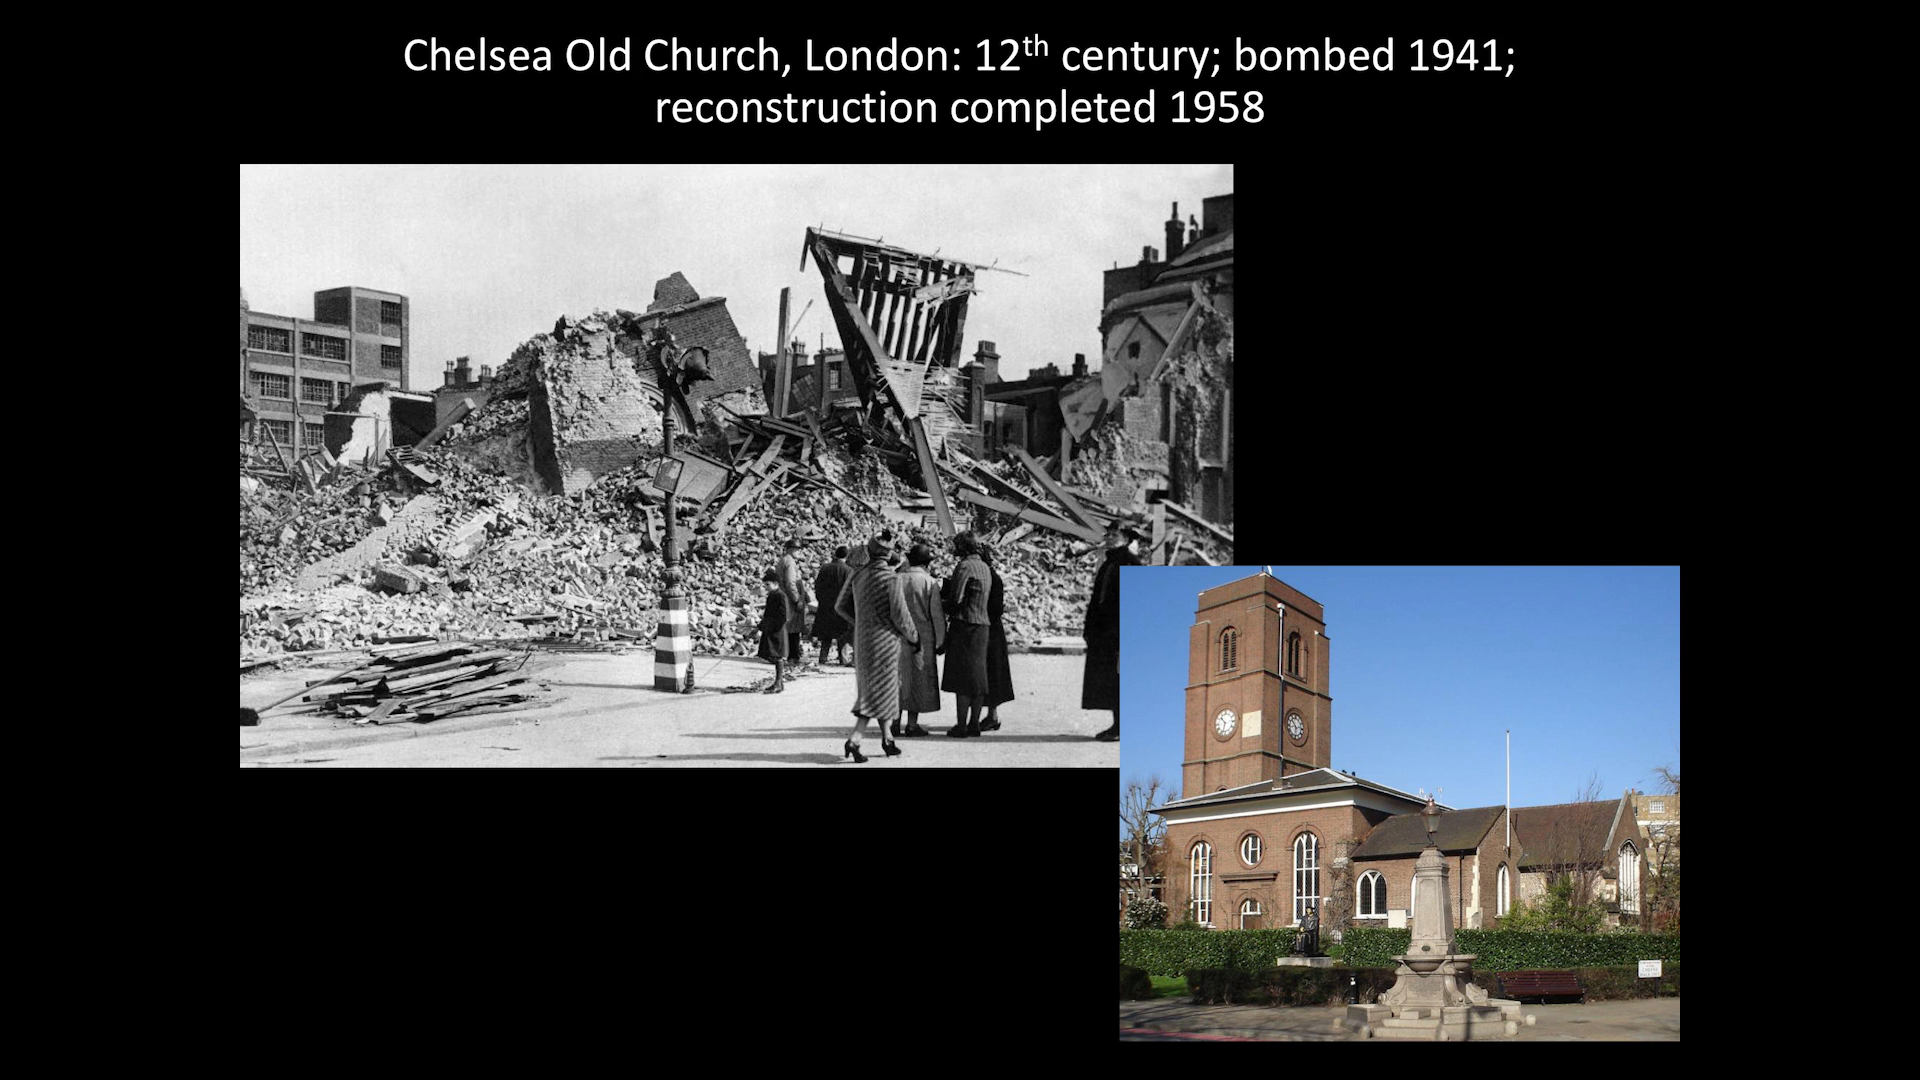 Chelsea Old Church, London: 12th century; bombed 1941;
reconstruction completed 1958